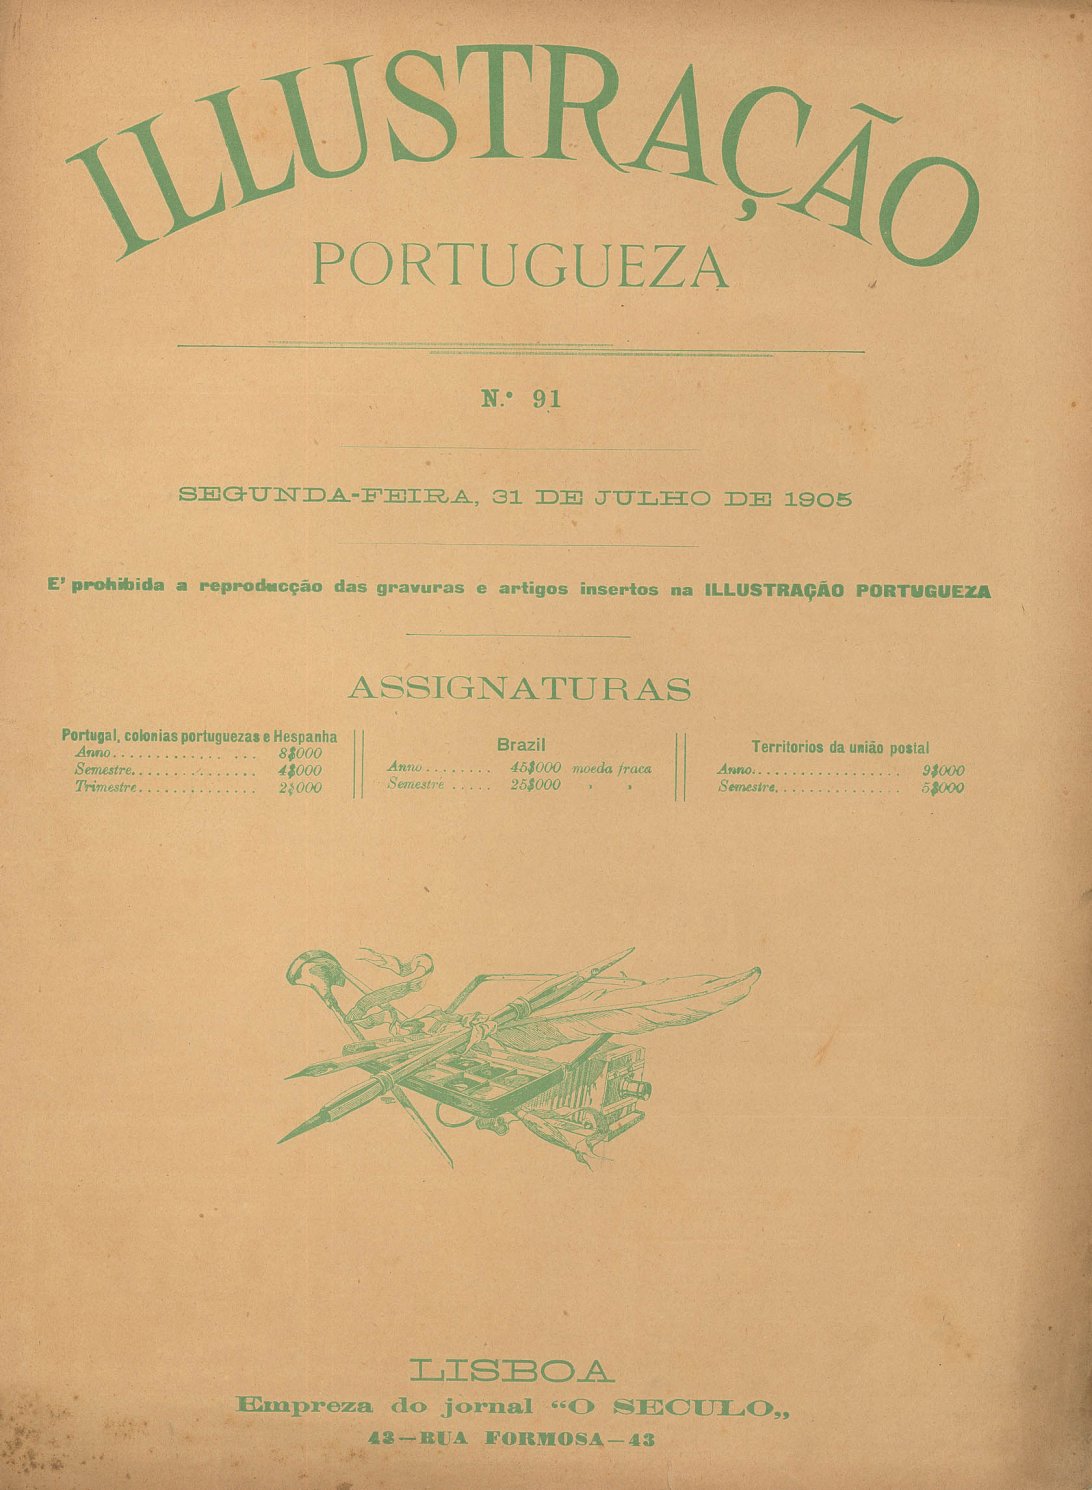 ILLUSTRAÇÃO
PORTUGUEZA
N.º 91
SEGUNDA-FEIRA, 31 DE JULHO DE 1905
E' prohibida a reproducção das gravuras e artigos insertos na ILLUSTRAÇÃO PORTUGUEZA
ASSIGNATURAS
Portugal, colonias portuguezas e Hespanha
Anno............ ... 8$000
Semestre.............. 4$000
Trimestre............. 2$000
Brazil
Anno........ 45$000 moeda fraca
Semestre ..... 25$000 » »
Territorios da união postal
Anno................. 9$000
Semestre.............. 5$000
LISBOA
Empreza do jornal “O SECULO„
43—RUA FORMOSA—43